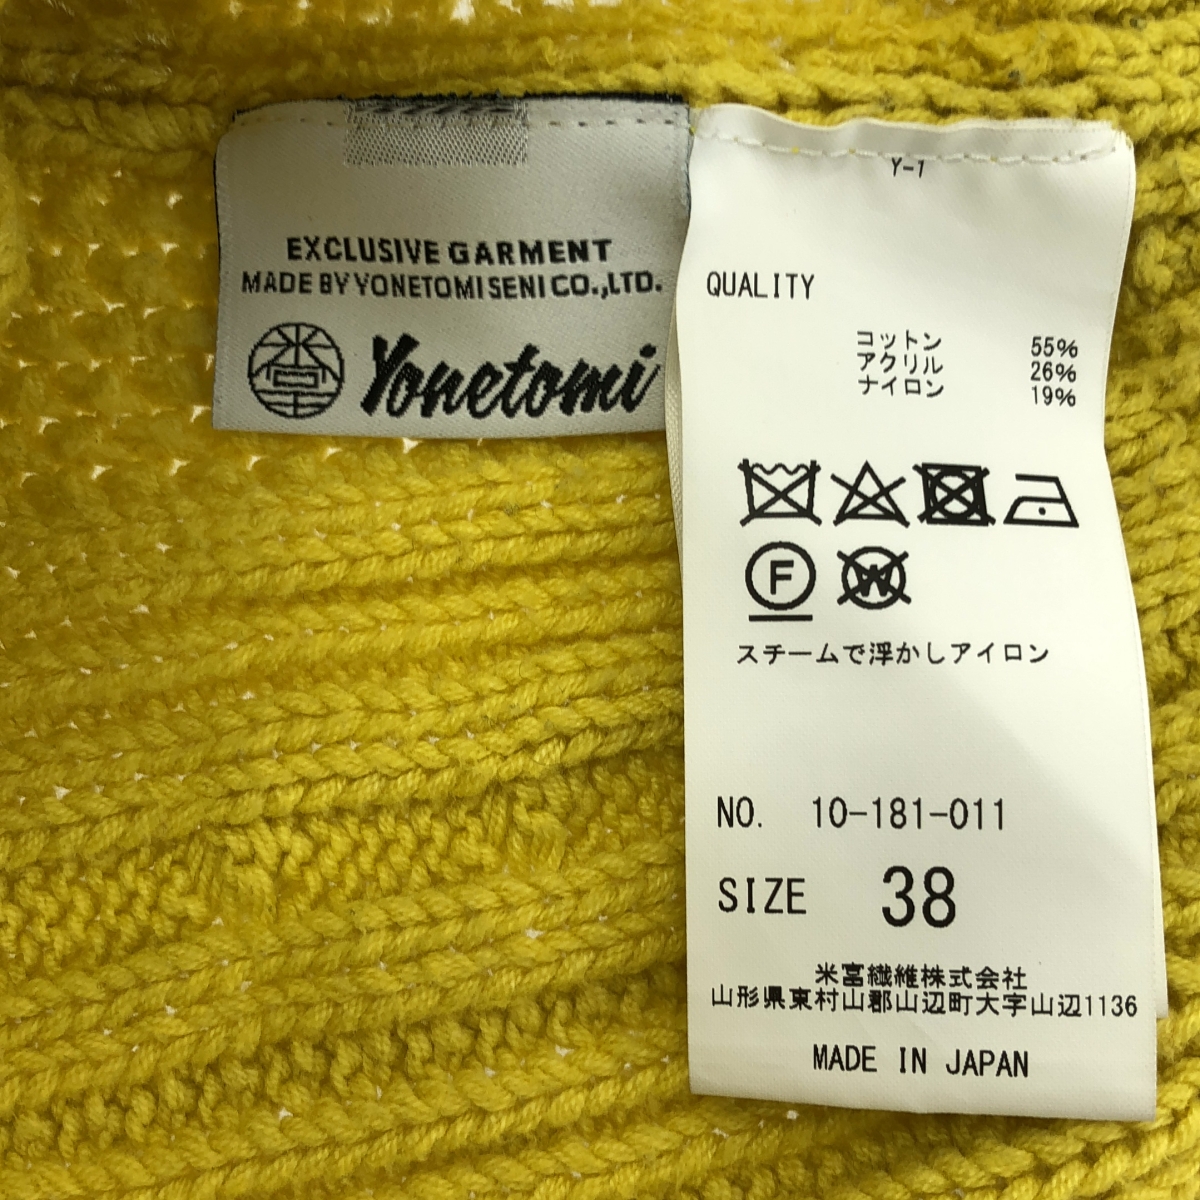 EXCLUSIVE GARMENT
MADE BY YONETOMI SENI CO.,LTD.
Yonetomi
Y-1
QUALITY
コットン 55%
アクリル 26%
ナイロン 19%
F W
スチームで浮かしアイロン
NO. 10-181-011
SIZE 38
米富繊維株式会社
山形県東村山郡山辺町大字山辺1136
MADE IN JAPAN